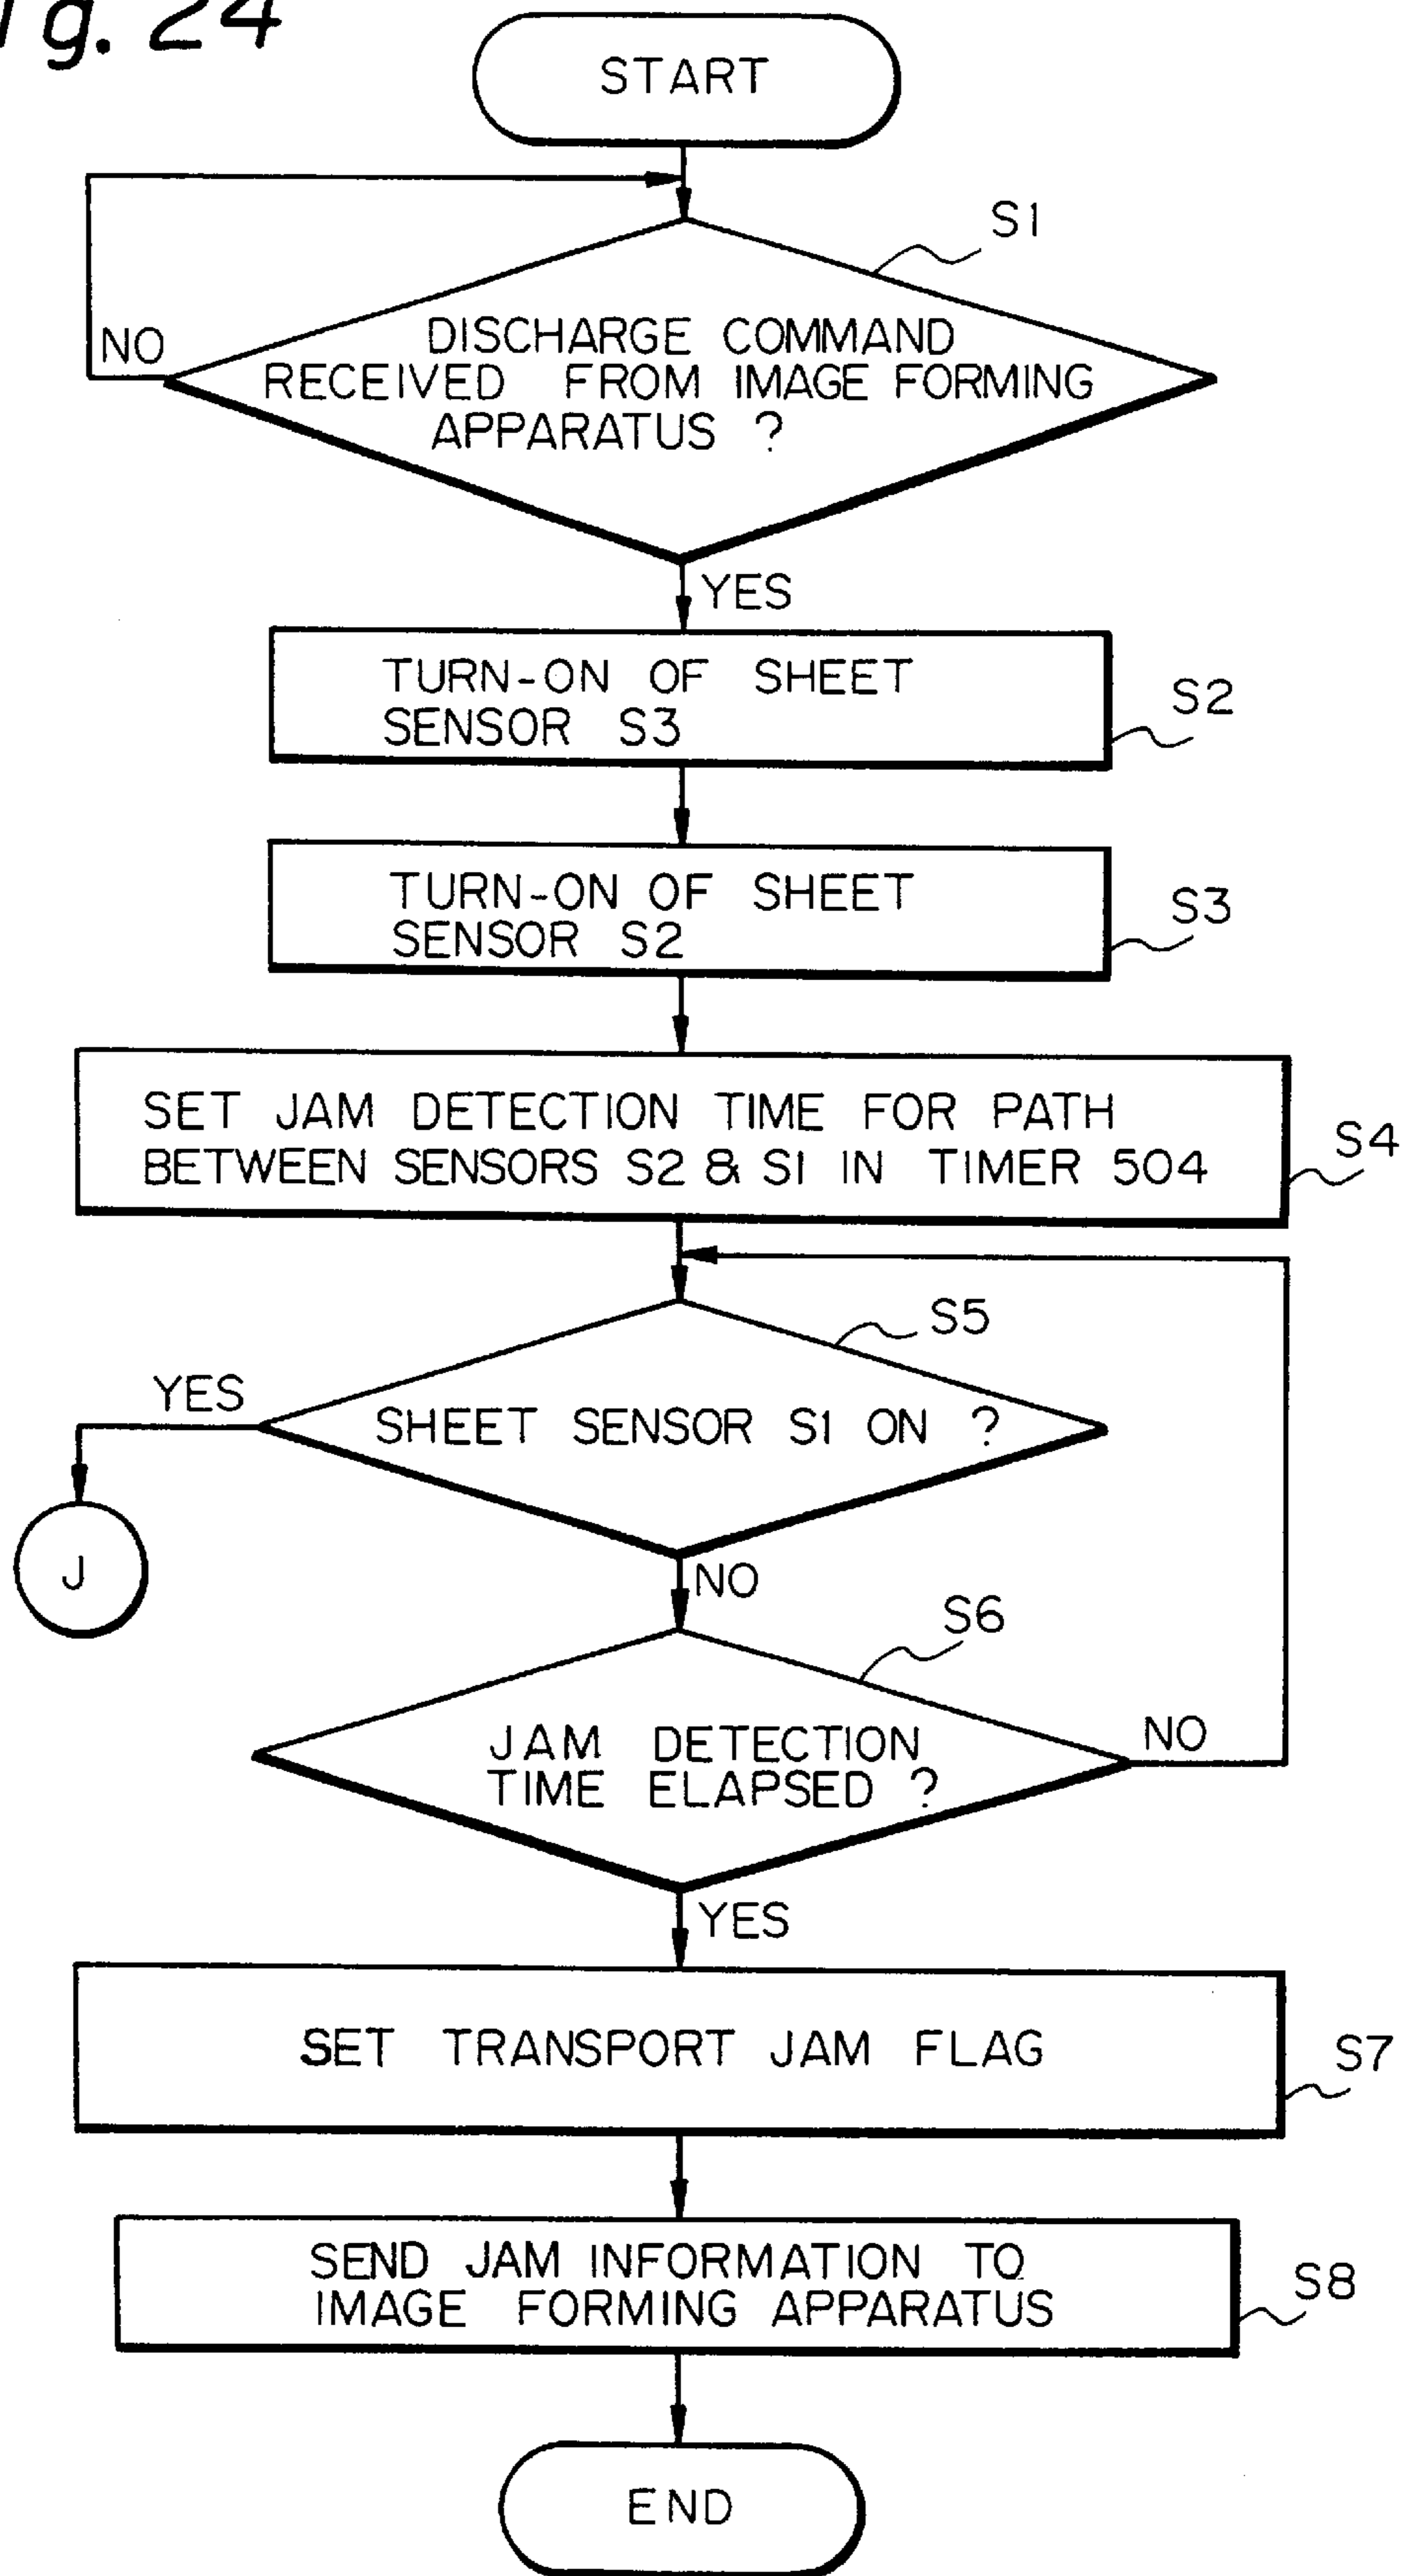 g. 24
START
S1
NO
DISCHARGE COMMAND
RECEIVED FROM IMAGE FORMING
APPARATUS ?
YES
TURN-ON OF SHEET
SENSOR S3
S2
TURN-ON OF SHEET
SENSOR S2
S3
SET JAM DETECTION TIME FOR PATH
BETWEEN SENSORS S2 & S1 IN TIMER 504
S4
S5
YES
SHEET SENSOR S1 ON ?
J
NO
S6
JAM DETECTION
TIME ELAPSED ?
NO
YES
SET TRANSPORT JAM FLAG
S7
SEND JAM INFORMATION TO
IMAGE FORMING APPARATUS
S8
END